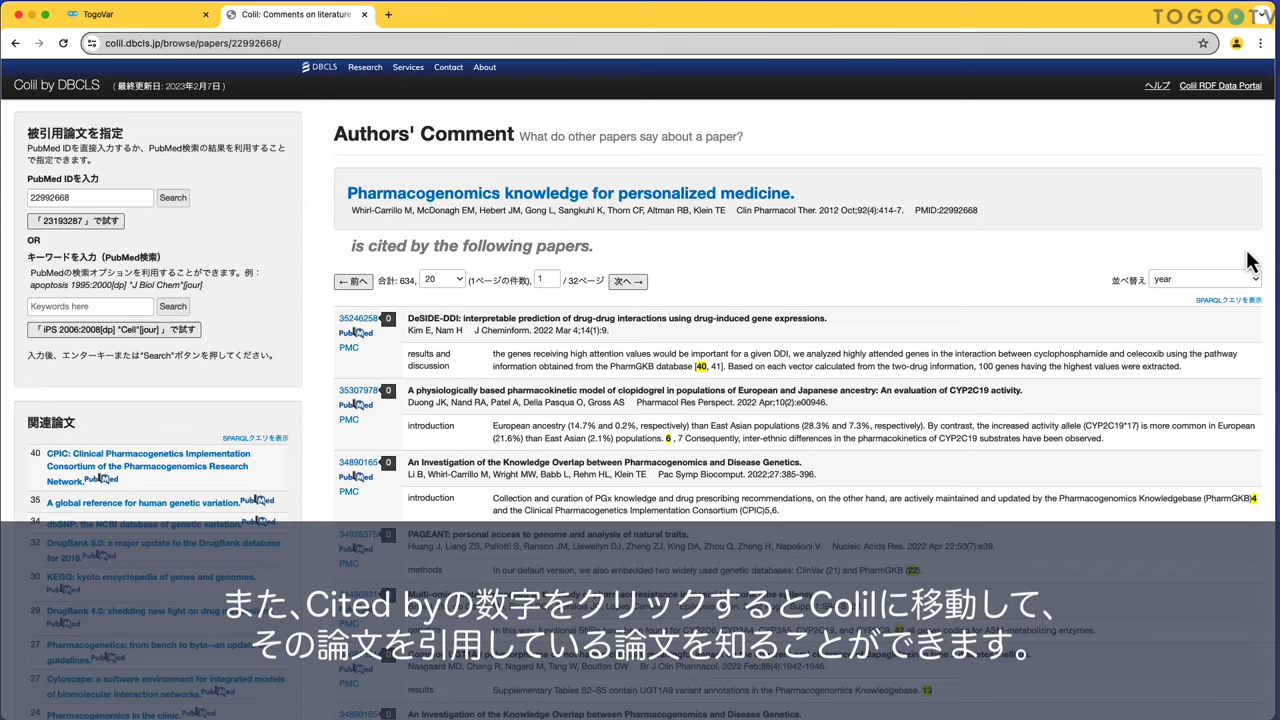 TogoVar
Colil: Comments on literature
TOGO TV
colil.dbcls.jp/browse/papers/22992668/
DBCLS Research Services Contact About
Colil by DBCLS ( 最終更新日: 2023年2月7日 )
ヘルプ Colil RDF Data Portal
被引用論文を指定
PubMed IDを直接入力するか、PubMed検索の結果を利用すること
で指定できます。
PubMed IDを入力
22992668 Search
「 23193287 」で試す
OR
キーワードを入力（PubMed検索）
PubMedの検索オプションを利用することができます。例：
apoptosis 1995:2000[dp] "J Biol Chem"[jour]
Keywords here Search
「 iPS 2006:2008[dp] "Cell"[jour] 」で試す
入力後、エンターキーまたは"Search"ボタンを押してください。
関連論文
SPARQLクエリを表示
40 CPIC: Clinical Pharmacogenetics Implementation
Consortium of the Pharmacogenomics Research
Network. PubMed
35 A global reference for human genetic variation. PubMed
34 dbSNP: the NCBI database of genetic variation. PubMed
32 DrugBank 5.0: a major update to the DrugBank database
for 2018. PubMed
30 KEGG: kyoto encyclopedia of genes and genomes.
PubMed
29 DrugBank 4.0: shedding new light on drug
PubMed
27 Pharmacogenetics: from bench to byte--an update of
guidelines. PubMed
27 Cytoscape: a software environment for integrated models
of biomolecular interaction networks. PubMed
24 Pharmacogenomics in the clinic. PubMed
Authors' Comment What do other papers say about a paper?
Pharmacogenomics knowledge for personalized medicine.
Whirl-Carrillo M, McDonagh EM, Hebert JM, Gong L, Sangkuhl K, Thorn CF, Altman RB, Klein TE Clin Pharmacol Ther. 2012 Oct;92(4):414-7. PMID:22992668
is cited by the following papers.
← 前へ 合計: 634, 20 (1ページの件数), 1 / 32ページ 次へ → 並べ替え year
SPARQLクエリを表示
35246258 0 DeSIDE-DDI: interpretable prediction of drug-drug interactions using drug-induced gene expressions.
PubMed Kim E, Nam H J Cheminform. 2022 Mar 4;14(1):9.
PMC
results and discussion the genes receiving high attention values would be important for a given DDI, we analyzed highly attended genes in the interaction between cyclophosphamide and celecoxib using the pathway
information obtained from the PharmGKB database [40, 41]. Based on each vector calculated from the two-drug information, 100 genes having the highest values were extracted.
35307978 0 A physiologically based pharmacokinetic model of clopidogrel in populations of European and Japanese ancestry: An evaluation of CYP2C19 activity.
PubMed Duong JK, Nand RA, Patel A, Della Pasqua O, Gross AS Pharmacol Res Perspect. 2022 Apr;10(2):e00946.
PMC
introduction European ancestry (14.7% and 0.2%, respectively) than East Asian populations (28.3% and 7.3%, respectively). By contrast, the increased activity allele (CYP2C19*17) is more common in European
(21.6%) than East Asian (2.1%) populations. 6 , 7 Consequently, inter-ethnic differences in the pharmacokinetics of CYP2C19 substrates have been observed.
34890165 0 An Investigation of the Knowledge Overlap between Pharmacogenomics and Disease Genetics.
PubMed Li B, Whirl-Carrillo M, Wright MW, Babb L, Rehm HL, Klein TE Pac Symp Biocomput. 2022;27:385-396.
PMC
introduction Collection and curation of PGx knowledge and drug prescribing recommendations, on the other hand, are actively maintained and updated by the Pharmacogenomics Knowledgebase (PharmGKB)4
and the Clinical Pharmacogenetics Implementation Consortium (CPIC)5,6.
34928375 0 PAGEANT: personal access to genome and analysis of natural traits.
PubMed Huang J, Liang ZS, Pallotti S, Ranson JM, Llewellyn DJ, Zheng ZJ, King DA, Zhou Q, Zheng H, Napolioni V Nucleic Acids Res. 2022 Apr 22;50(7):e39.
PMC
methods In our default version, we also embedded two widely used genetic databases: ClinVar (21) and PharmGKB (22).
PubMed
PMC
Naagaard MD, Chang R, Nagard M, Tang W, Boulton DW Br J Clin Pharmacol. 2022 Feb;88(4):1942-1946.
results Supplementary Tables S2–S5 contain UGT1A9 variant annotations in the Pharmacogenomics Knowledgebase. 13
34890165 0 An Investigation of the Knowledge Overlap between Pharmacogenomics and Disease Genetics.
また、Cited byの数字をクリックするとColilに移動して、
その論文を引用している論文を知ることができます。